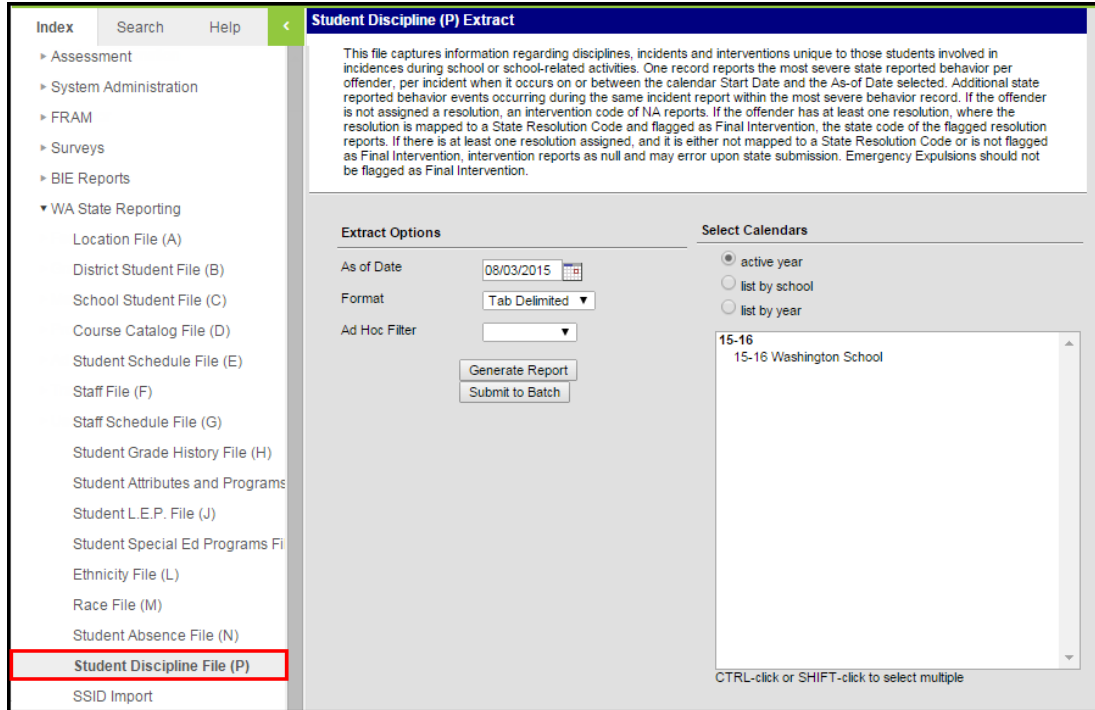 Index Search Help <
Assessment
System Administration
FRAM
Surveys
BIE Reports
WA State Reporting
Location File (A)
District Student File (B)
School Student File (C)
Course Catalog File (D)
Student Schedule File (E)
Staff File (F)
Staff Schedule File (G)
Student Grade History File (H)
Student Attributes and Programs
Student L.E.P. File (J)
Student Special Ed Programs Fi
Ethnicity File (L)
Race File (M)
Student Absence File (N)
Student Discipline File (P)
SSID Import
Student Discipline (P) Extract
This file captures information regarding disciplines, incidents and interventions unique to those students involved in
incidences during school or school-related activities. One record reports the most severe state reported behavior per
offender, per incident when it occurs on or between the calendar Start Date and the As-of Date selected. Additional state
reported behavior events occurring during the same incident report within the most severe behavior record. If the offender
is not assigned a resolution, an intervention code of NA reports. If the offender has at least one resolution, where the
resolution is mapped to a State Resolution Code and flagged as Final Intervention, the state code of the flagged resolution
reports. If there is at least one resolution assigned, and it is either not mapped to a State Resolution Code or is not flagged
as Final Intervention, intervention reports as null and may error upon state submission. Emergency Expulsions should not
be flagged as Final Intervention.
Extract Options
As of Date 08/03/2015
Format Tab Delimited
Ad Hoc Filter
Generate Report
Submit to Batch
Select Calendars
active year
list by school
list by year
15-16
15-16 Washington School
CTRL-click or SHIFT-click to select multiple